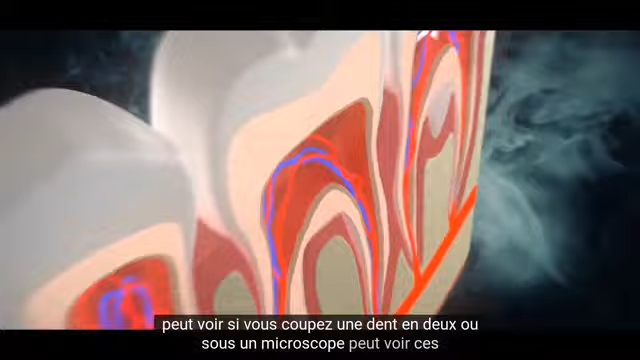 peut voir si vous coupez une dent en deux ou
sous un microscope peut voir ces